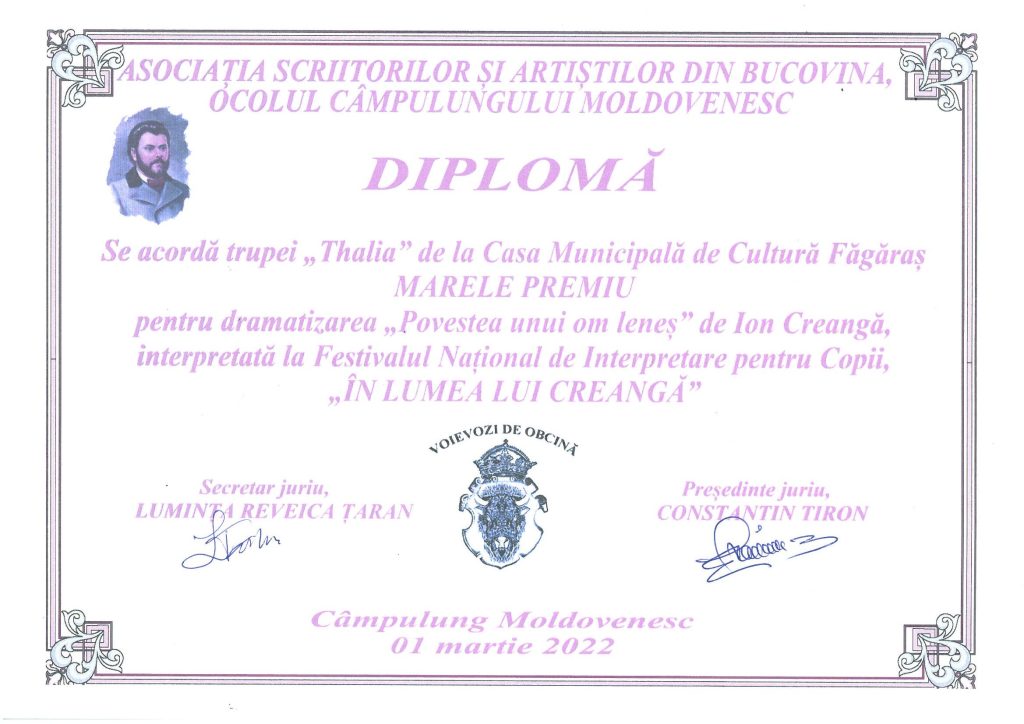 ASOCIAȚIA SCRIITORILOR ȘI ARTIȘTILOR DIN BUCOVINA,
OCOLUL CÂMPULUNGULUI MOLDOVENESC
DIPLOMĂ
Se acordă trupei „Thalia” de la Casa Municipală de Cultură Făgăraș
MARELE PREMIU
pentru dramatizarea „Povestea unui om leneș” de Ion Creangă,
interpretată la Festivalul Național de Interpretare pentru Copii,
„ÎN LUMEA LUI CREANGĂ”
VOIEVOZI DE OBCINĂ
Secretar juriu,
LUMINȚA REVEICA ȚARAN
Președinte juriu,
CONSTANTIN TIRON
Câmpulung Moldovenesc
01 martie 2022